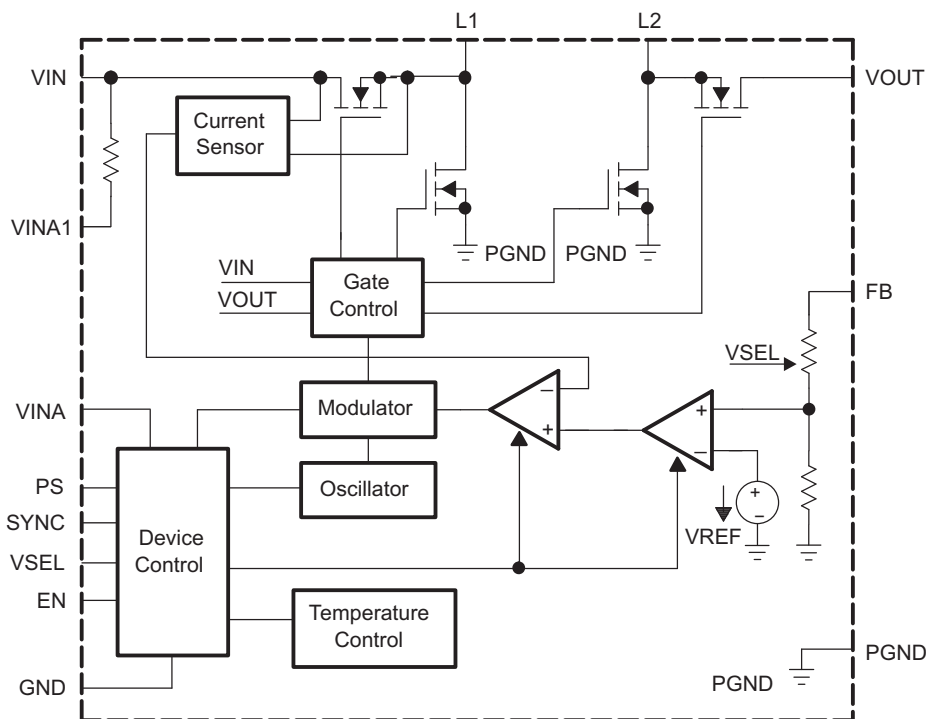 L1
L2
VIN
VOUT
Current
Sensor
VINA1
PGND
PGND
VIN
VOUT
Gate
Control
FB
VSEL
VINA
Modulator
−
+
+
−
PS
Oscillator
+
−
SYNC
Device
Control
VREF
VSEL
EN
Temperature
Control
GND
PGND
PGND